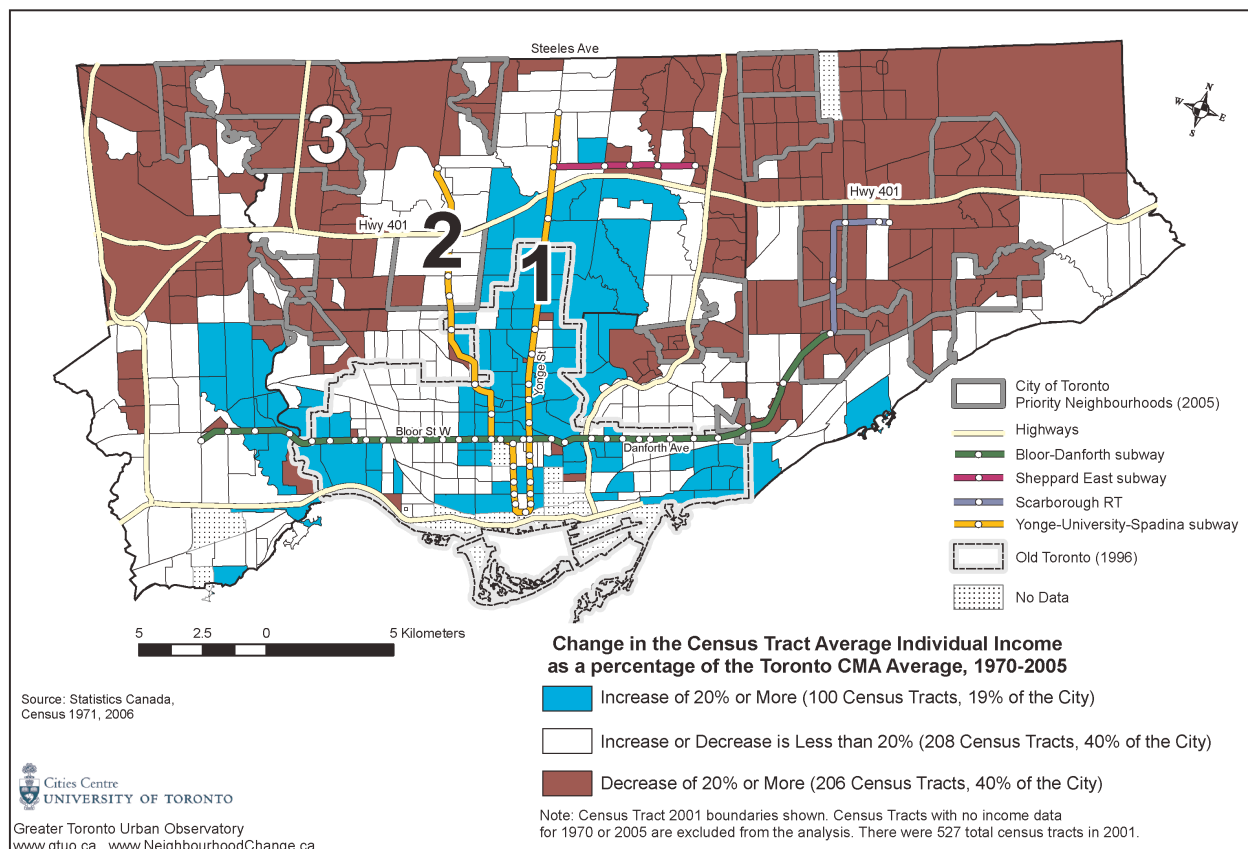 Steeles Ave
N
W
E
S
3
Hwy 401
Hwy 401
2
1
Yonge St
Bloor St W
Danforth Ave
City of Toronto
Priority Neighbourhoods (2005)
Highways
Bloor-Danforth subway
Sheppard East subway
Scarborough RT
Yonge-University-Spadina subway
Old Toronto (1996)
No Data
5 2.5 0 5 Kilometers
Change in the Census Tract Average Individual Income
as a percentage of the Toronto CMA Average, 1970-2005
Increase of 20% or More (100 Census Tracts, 19% of the City)
Increase or Decrease is Less than 20% (208 Census Tracts, 40% of the City)
Decrease of 20% or More (206 Census Tracts, 40% of the City)
Note: Census Tract 2001 boundaries shown. Census Tracts with no income data
for 1970 or 2005 are excluded from the analysis. There were 527 total census tracts in 2001.
Source: Statistics Canada,
Census 1971, 2006
Cities Centre
UNIVERSITY OF TORONTO
Greater Toronto Urban Observatory
www.gtuo.ca www.NeighbourhoodChange.ca